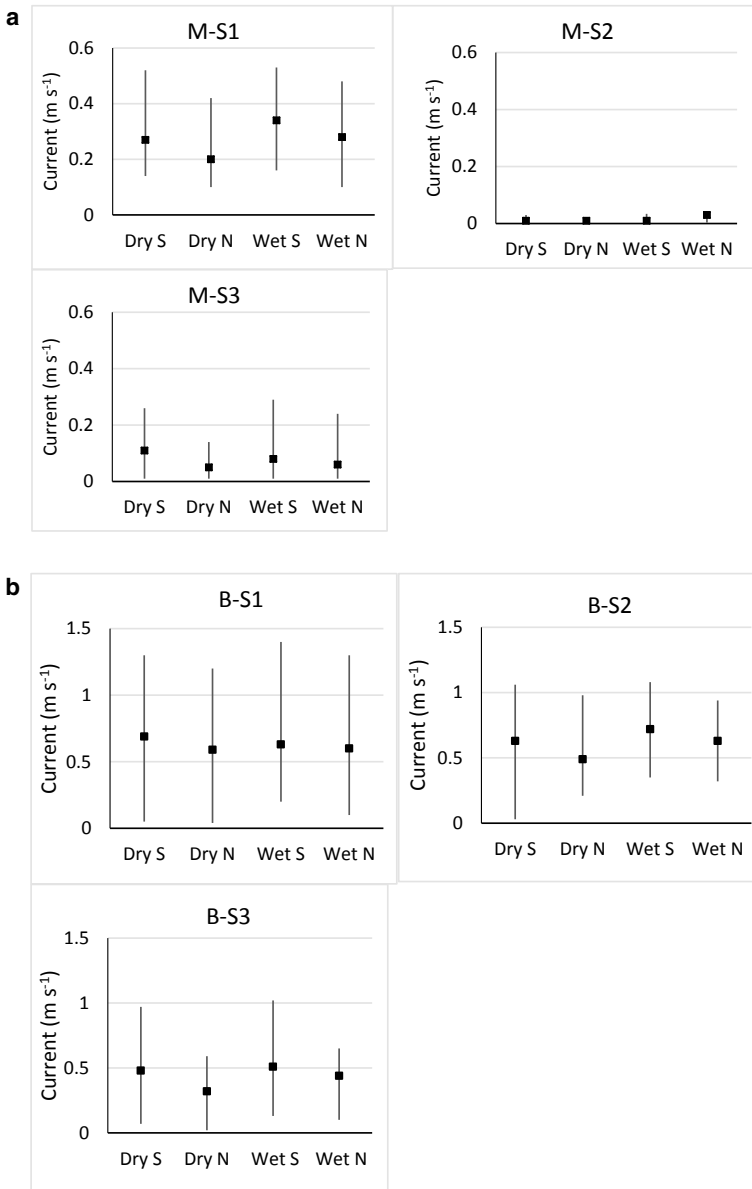 a
M-S1
Current (m s⁻¹)
0.6
0.4
0.2
0
Dry S Dry N Wet S Wet N
M-S2
Current (m s⁻¹)
0.6
0.4
0.2
0
Dry S Dry N Wet S Wet N
M-S3
Current (m s⁻¹)
0.6
0.4
0.2
0
Dry S Dry N Wet S Wet N
b
B-S1
Current (m s⁻¹)
1.5
1
0.5
0
Dry S Dry N Wet S Wet N
B-S2
Current (m s⁻¹)
1.5
1
0.5
0
Dry S Dry N Wet S Wet N
B-S3
Current (m s⁻¹)
1.5
1
0.5
0
Dry S Dry N Wet S Wet N